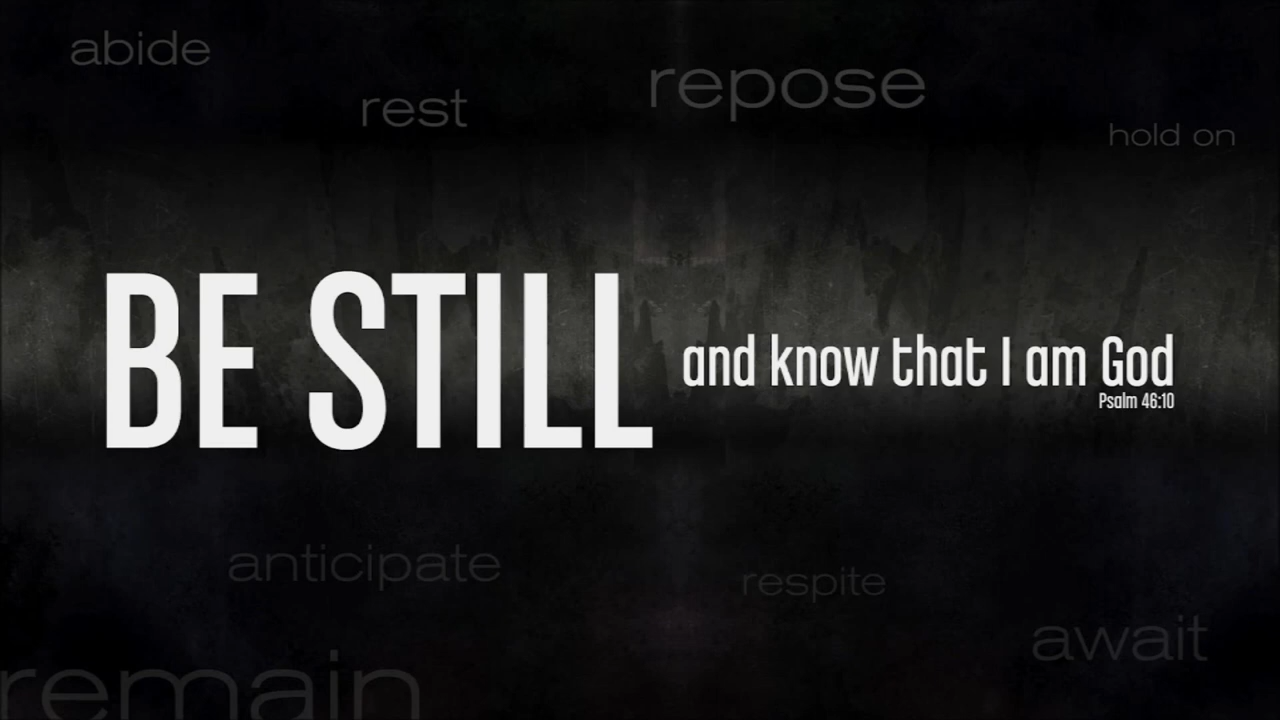 abide
repose
rest
hold on
BE STILL
and know that I am God
Psalm 46:10
anticipate
respite
await
remain